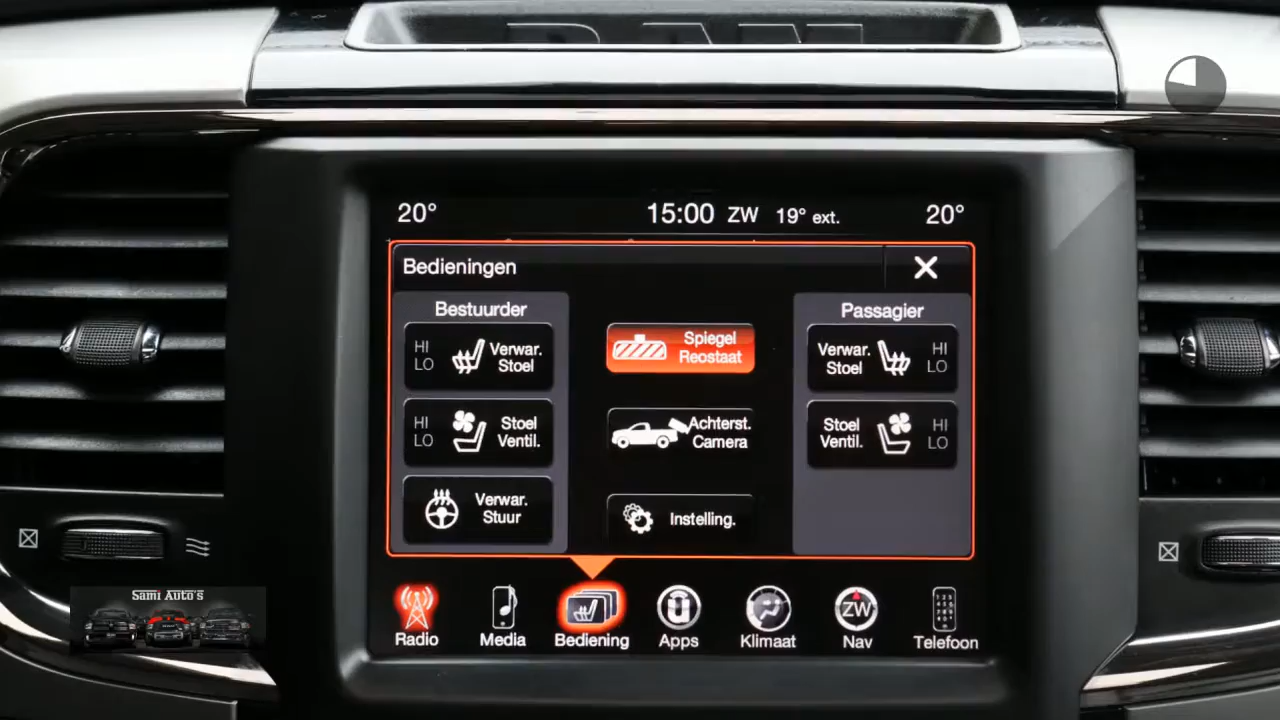 RAM
20°
15:00 ZW 19° ext.
20°
Bedieningen
Bestuurder
HI
LO
Verwar.
Stoel
HI
LO
Stoel
Ventil.
Verwar.
Stuur
Spiegel
Reostaat
Achterst.
Camera
Instelling.
Passagier
Verwar.
Stoel
HI
LO
Stoel
Ventil.
HI
LO
Radio
Media
Bediening
Apps
Klimaat
ZW
Nav
Telefoon
Sami Auto's